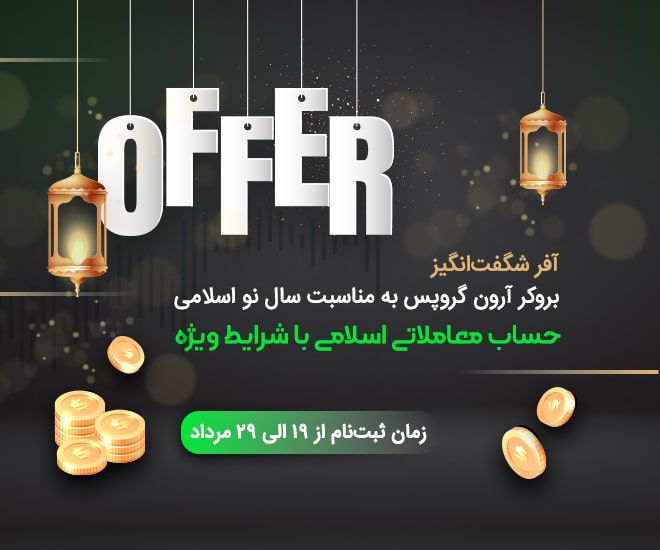 OFFER
آفر شگفت‌انگیز
بروکر آرون گروپس به مناسبت سال نو اسلامی
حساب معاملاتی اسلامی با شرایط ویژه
زمان ثبت‌نام از ۱۹ الی ۲۹ مرداد